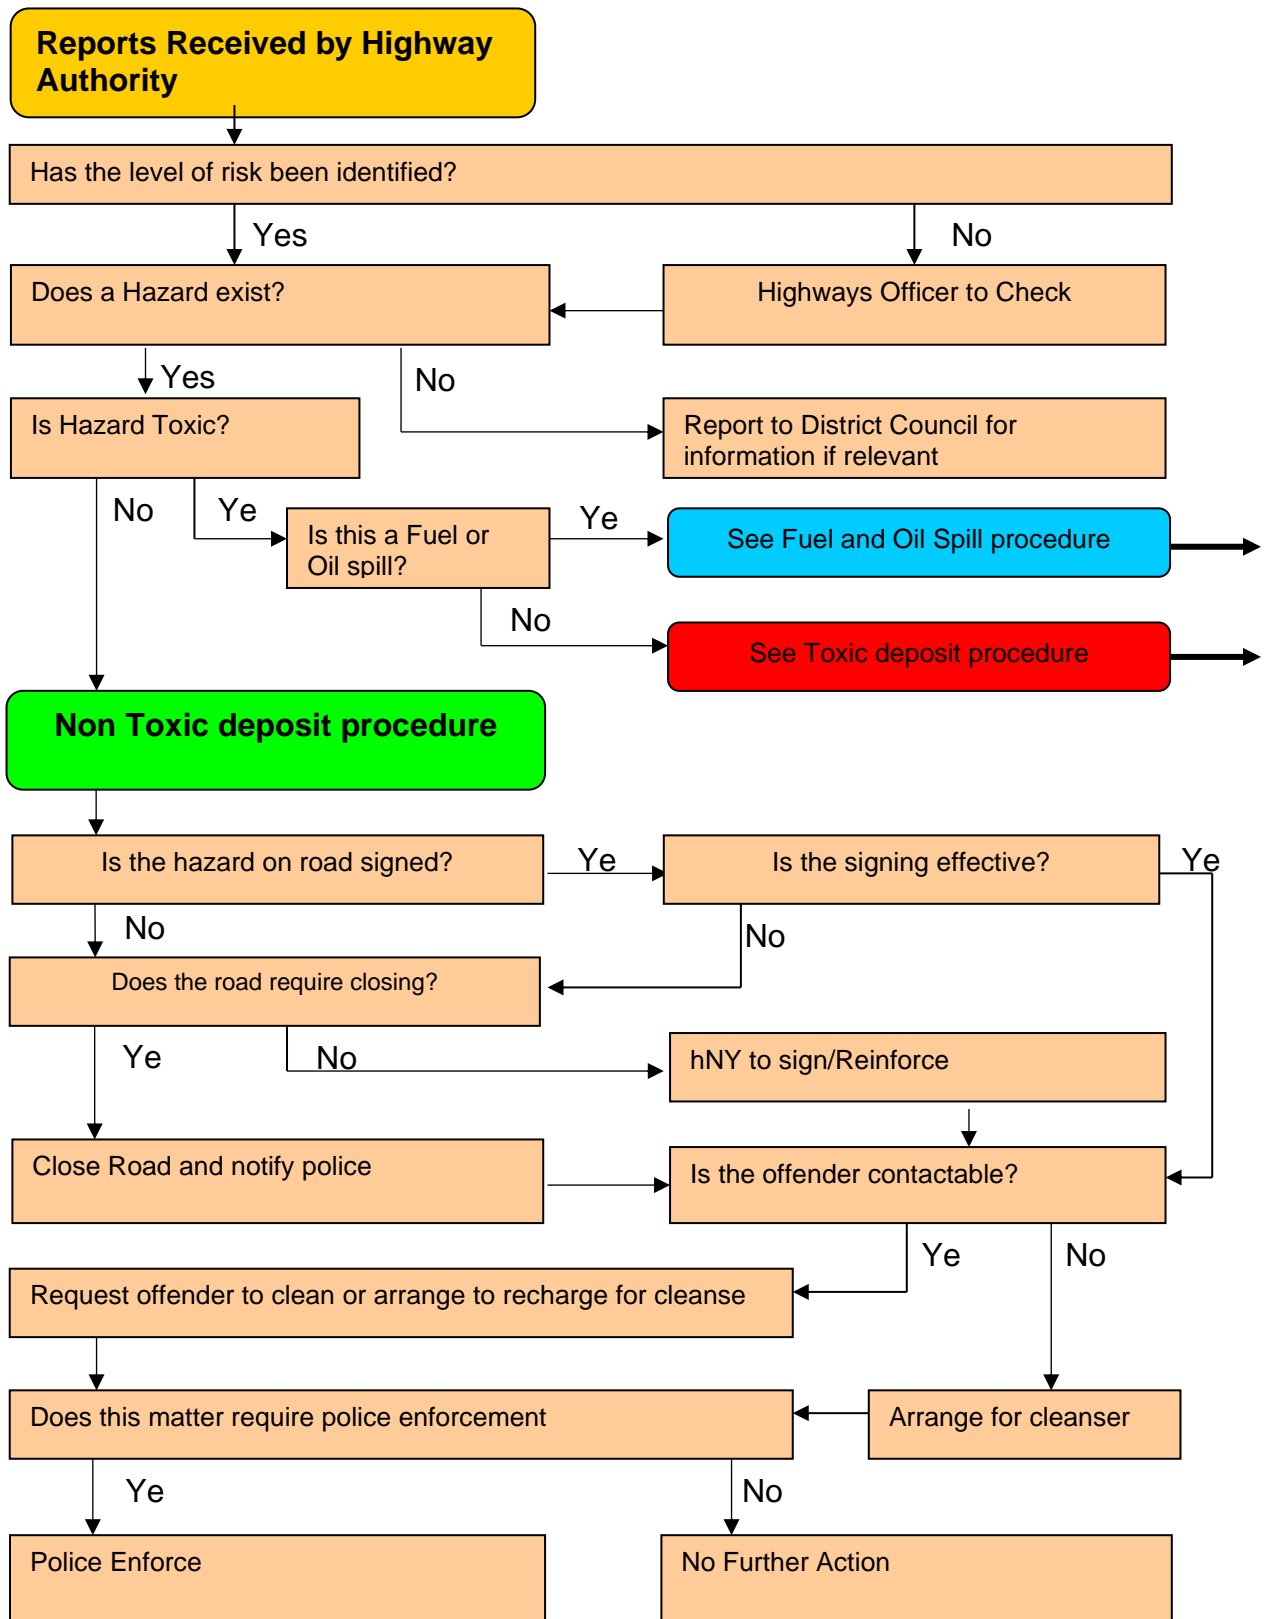 Reports Received by Highway
Authority
Has the level of risk been identified?
Yes
No
Does a Hazard exist?
Highways Officer to Check
Yes
No
Is Hazard Toxic?
Report to District Council for
information if relevant
No
Ye
Is this a Fuel or
Oil spill?
Ye
See Fuel and Oil Spill procedure
No
See Toxic deposit procedure
Non Toxic deposit procedure
Is the hazard on road signed?
Ye
Is the signing effective?
Ye
No
No
Does the road require closing?
Ye
No
hNY to sign/Reinforce
Close Road and notify police
Is the offender contactable?
Ye
No
Request offender to clean or arrange to recharge for cleanse
Does this matter require police enforcement
Arrange for cleanser
Ye
No
Police Enforce
No Further Action